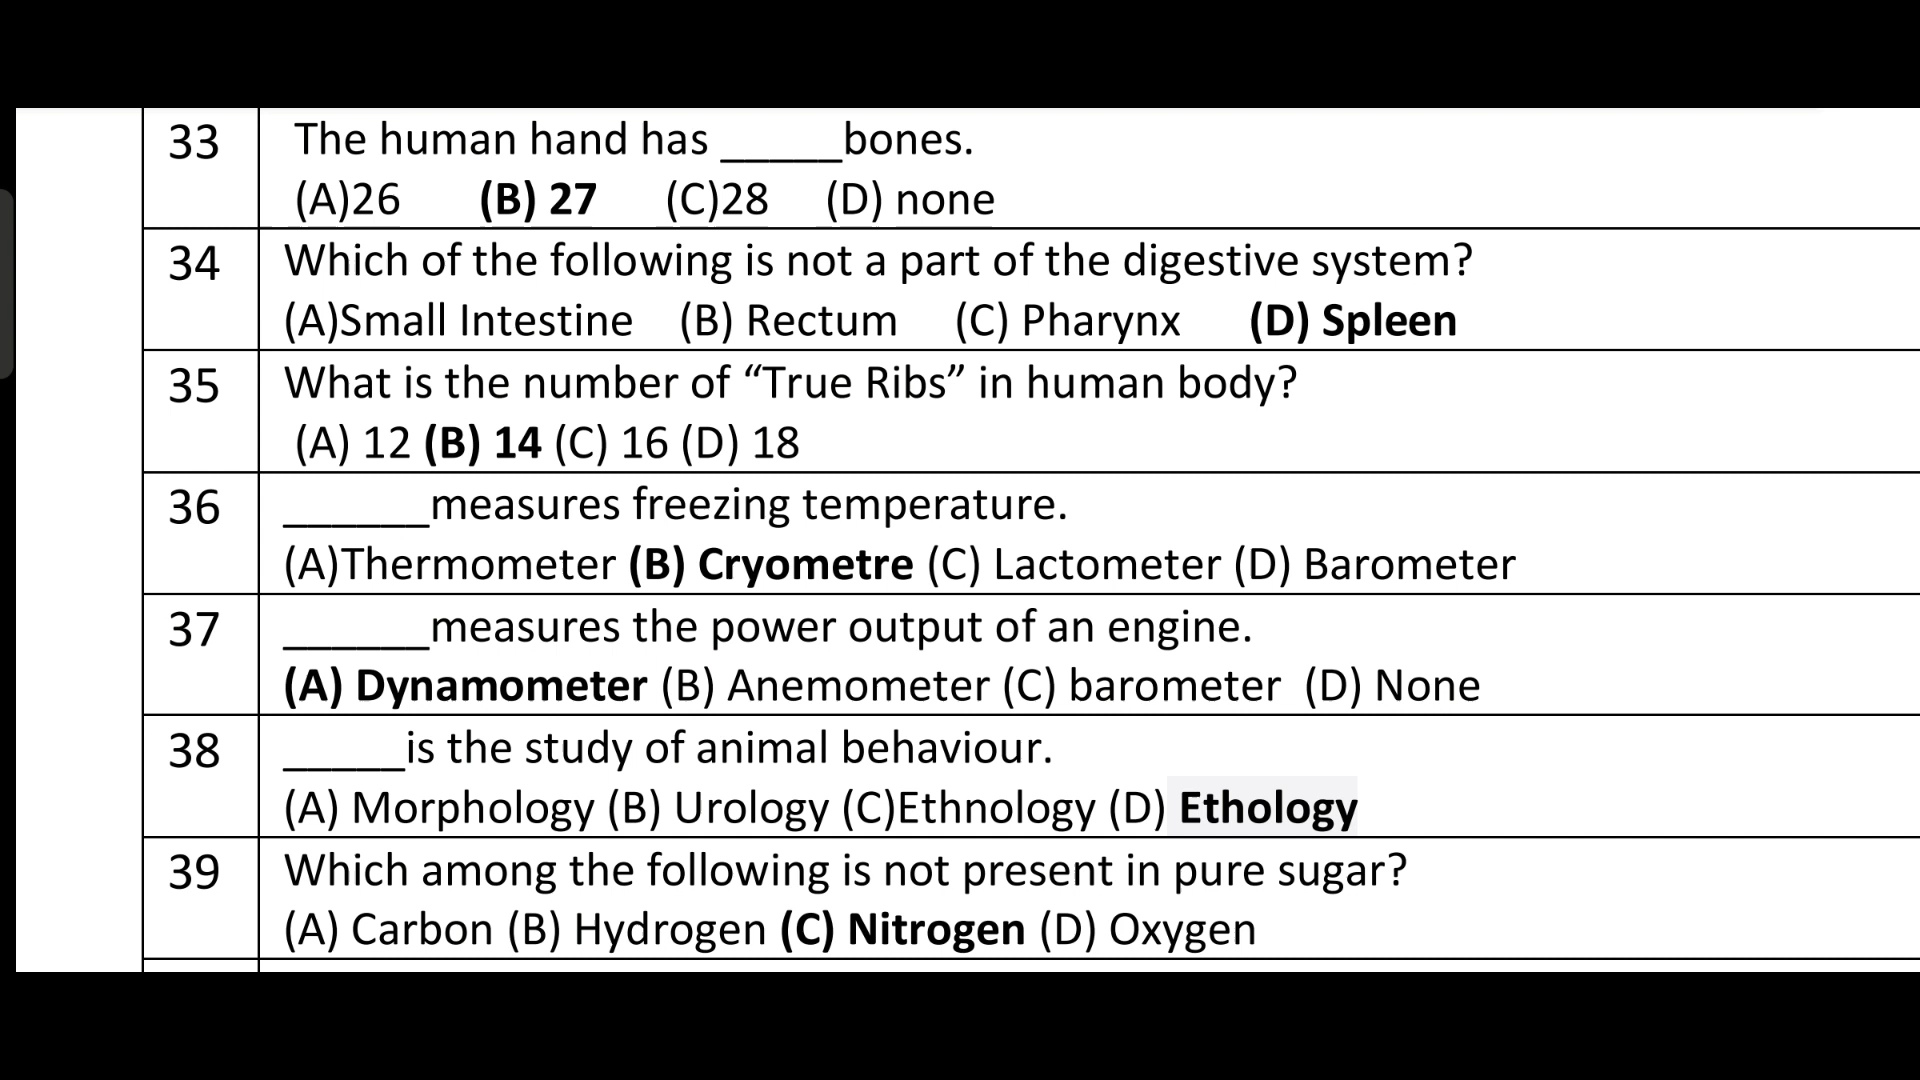 33 The human hand has _____bones.
(A)26 (B) 27 (C)28 (D) none
34 Which of the following is not a part of the digestive system?
(A)Small Intestine (B) Rectum (C) Pharynx (D) Spleen
35 What is the number of “True Ribs” in human body?
(A) 12 (B) 14 (C) 16 (D) 18
36 ______measures freezing temperature.
(A)Thermometer (B) Cryometre (C) Lactometer (D) Barometer
37 ______measures the power output of an engine.
(A) Dynamometer (B) Anemometer (C) barometer (D) None
38 _____is the study of animal behaviour.
(A) Morphology (B) Urology (C)Ethnology (D) Ethology
39 Which among the following is not present in pure sugar?
(A) Carbon (B) Hydrogen (C) Nitrogen (D) Oxygen